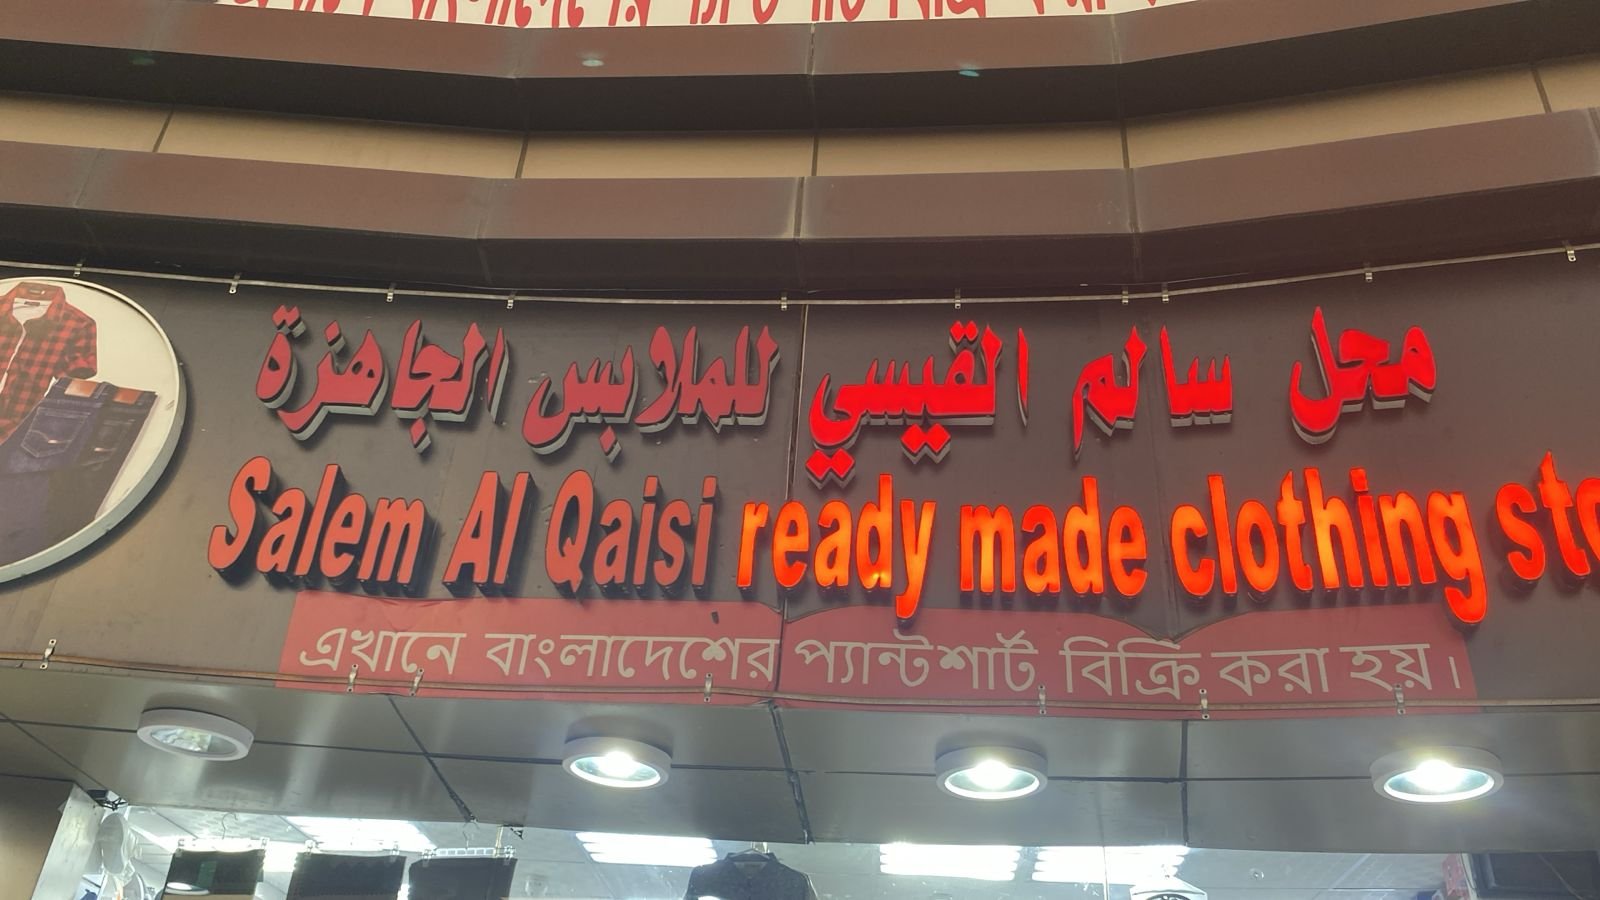 محل سالم القيسي للملابس الجاهزة
Salem Al Qaisi ready made clothing
এখানে বাংলাদেশের প্যান্টশার্ট বিক্রি করা হয়।